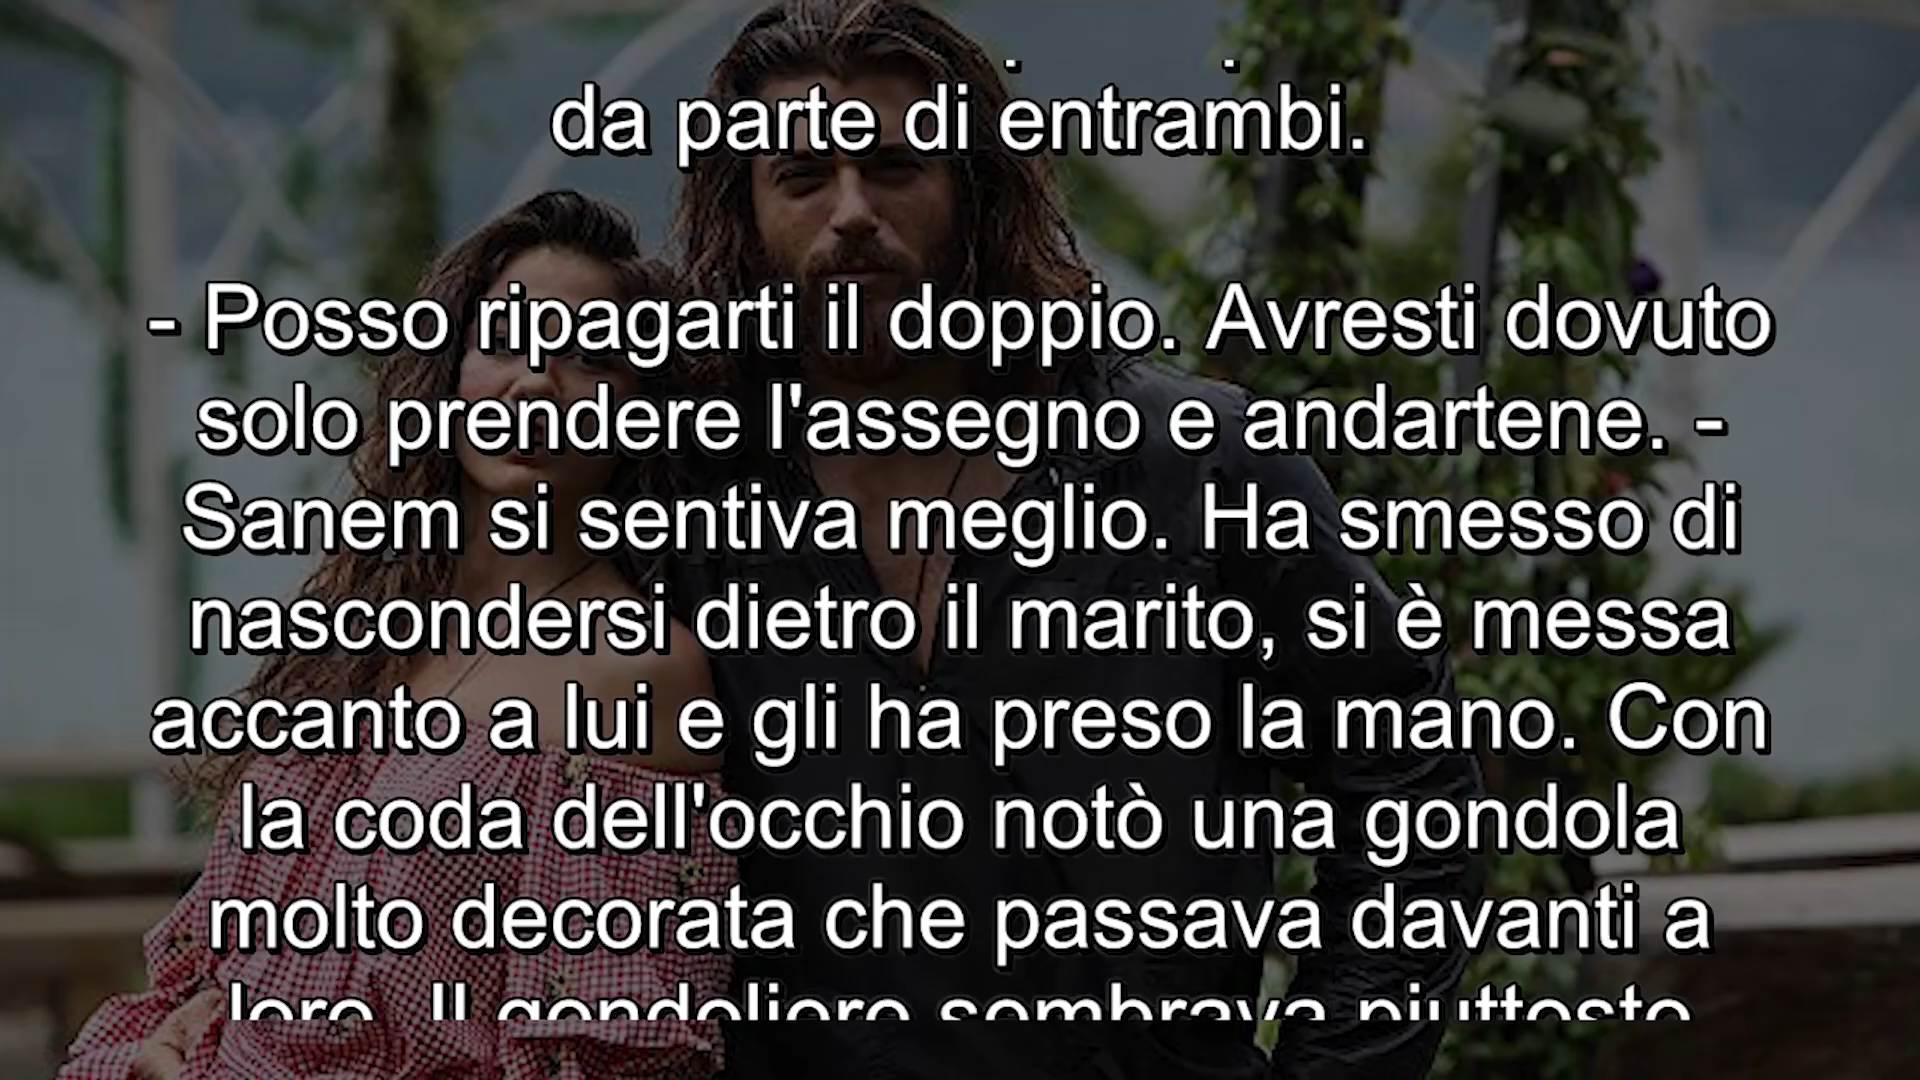 da parte di entrambi.
- Posso ripagarti il doppio. Avresti dovuto
solo prendere l'assegno e andartene. -
Sanem si sentiva meglio. Ha smesso di
nascondersi dietro il marito, si è messa
accanto a lui e gli ha preso la mano. Con
la coda dell'occhio notò una gondola
molto decorata che passava davanti a
loro. Il gondoliere sembrava piuttosto